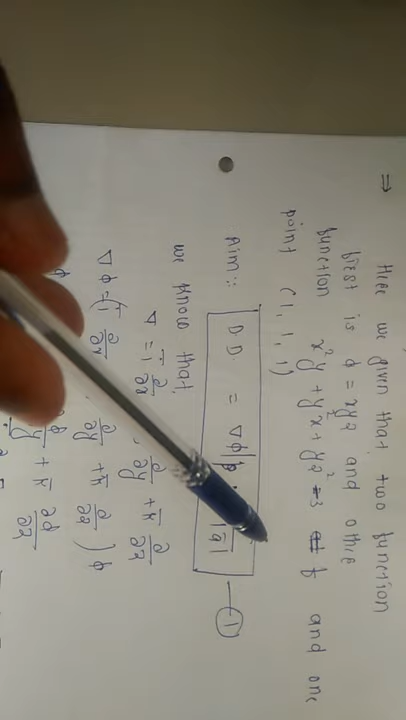 ⇒ Here we given that two function
first is φ = xyz and other
function x²y + y²x + yz² = 3 and one
point (1, 1, 1)
Aim :: D.D. = ∇φ|ₚ · |a̅| —①
we know that,
∇ = i̅ ∂/∂x ∂/∂y + k̅ ∂/∂z
∇φ = (i̅ ∂/∂x ∂/∂y + k̅ ∂/∂z) φ
∂φ/∂y + k̅ ∂φ/∂z